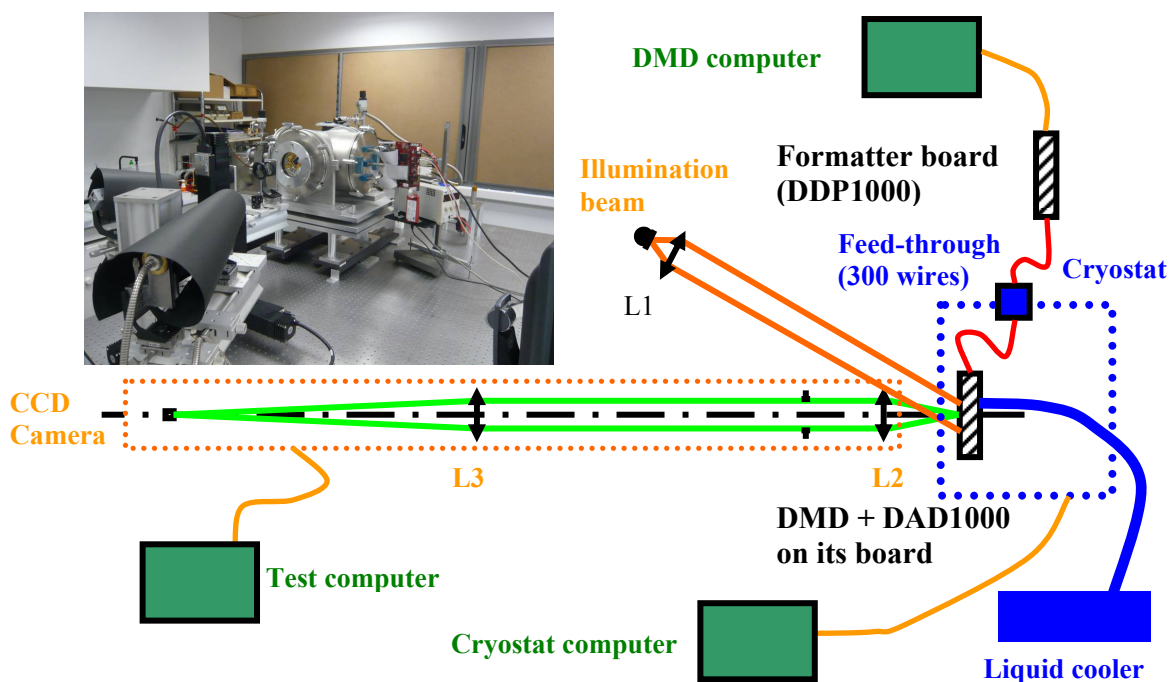 DMD computer
Formatter board
(DDP1000)
Illumination
beam
Feed-through
(300 wires)
Cryostat
L1
CCD
Camera
L3
L2
DMD + DAD1000
on its board
Test computer
Cryostat computer
Liquid cooler